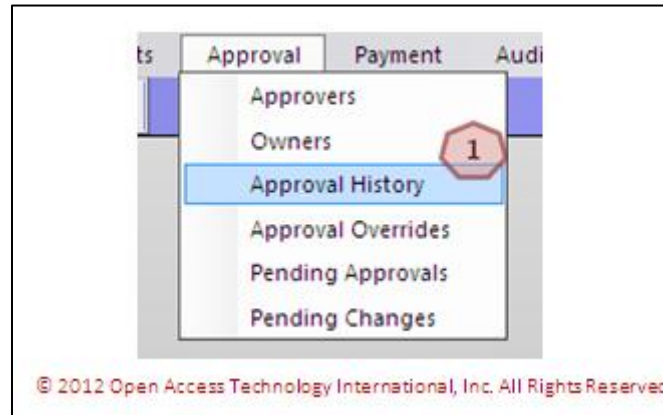 ts Approval Payment Audi
Approvers
Owners
1
Approval History
Approval Overrides
Pending Approvals
Pending Changes
© 2012 Open Access Technology International, Inc. All Rights Reserved